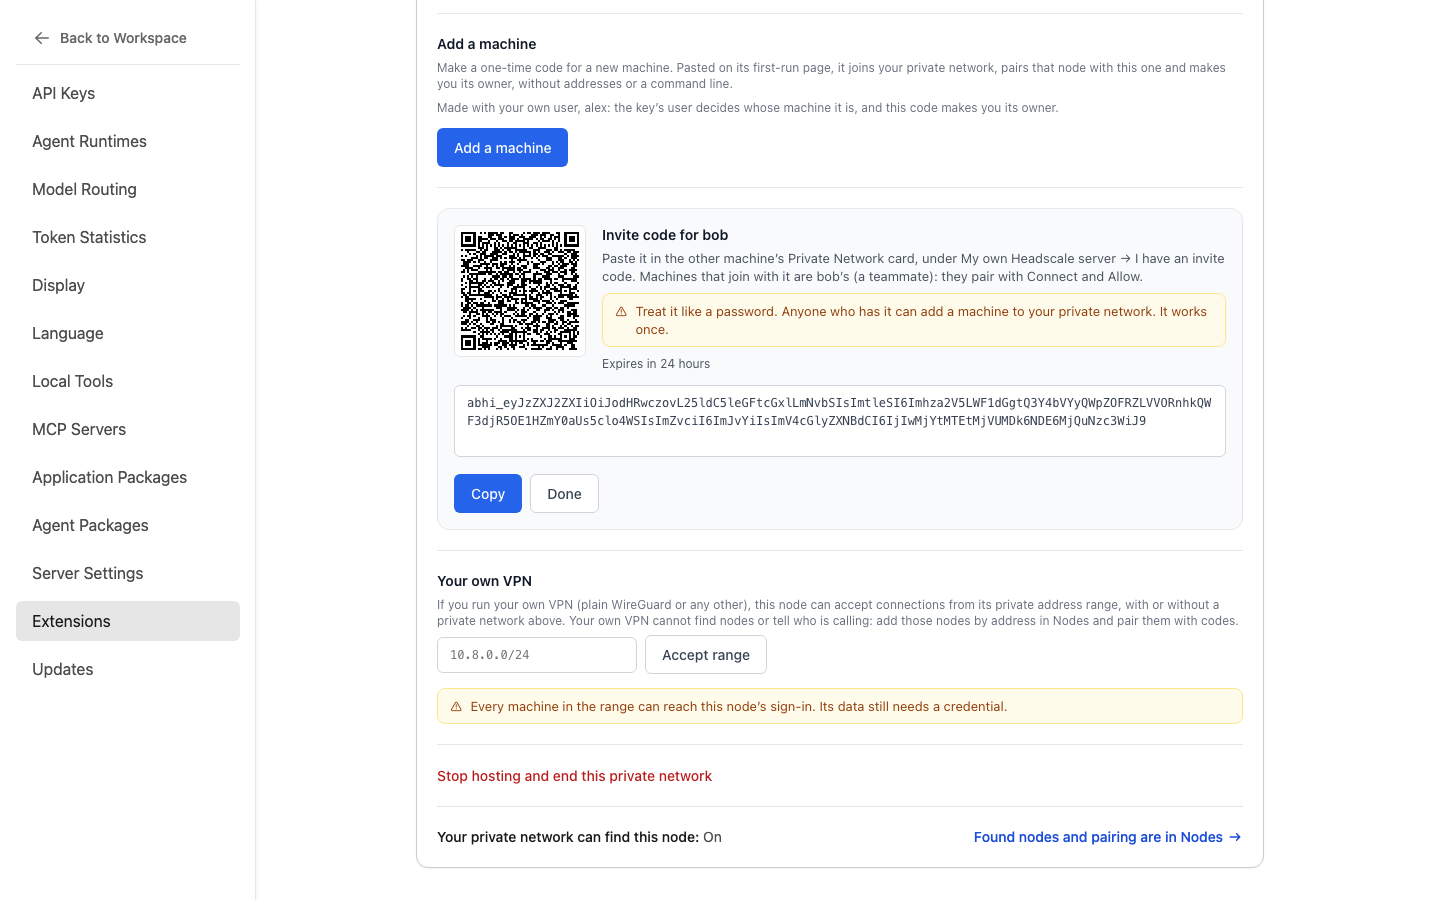 Back to Workspace
API Keys
Agent Runtimes
Model Routing
Token Statistics
Display
Language
Local Tools
MCP Servers
Application Packages
Agent Packages
Server Settings
Extensions
Updates
Add a machine
Make a one-time code for a new machine. Pasted on its first-run page, it joins your private network, pairs that node with this one and makes
you its owner, without addresses or a command line.
Made with your own user, alex: the key’s user decides whose machine it is, and this code makes you its owner.
Add a machine
Invite code for bob
Paste it in the other machine’s Private Network card, under My own Headscale server → I have an invite
code. Machines that join with it are bob’s (a teammate): they pair with Connect and Allow.
Treat it like a password. Anyone who has it can add a machine to your private network. It works
once.
Expires in 24 hours
abhi_eyJzZXJ2ZXIiOiJodHRwczovL25ldC5leGFtcGxlLmNvbSIsImtleSI6Imhza2V5LWF1dGgtQ3Y4bVYyQWpZOFRZLVVORnhkQW
F3djR5OE1HZmY0aUs5clo4WSIsImZvciI6ImJvYiIsImV4cGlyZXNBdCI6IjIwMjYtMTEtMjVUMDk6NDE6MjQuNzc3WiJ9
Copy
Done
Your own VPN
If you run your own VPN (plain WireGuard or any other), this node can accept connections from its private address range, with or without a
private network above. Your own VPN cannot find nodes or tell who is calling: add those nodes by address in Nodes and pair them with codes.
10.8.0.0/24
Accept range
Every machine in the range can reach this node’s sign-in. Its data still needs a credential.
Stop hosting and end this private network
Your private network can find this node: On
Found nodes and pairing are in Nodes →